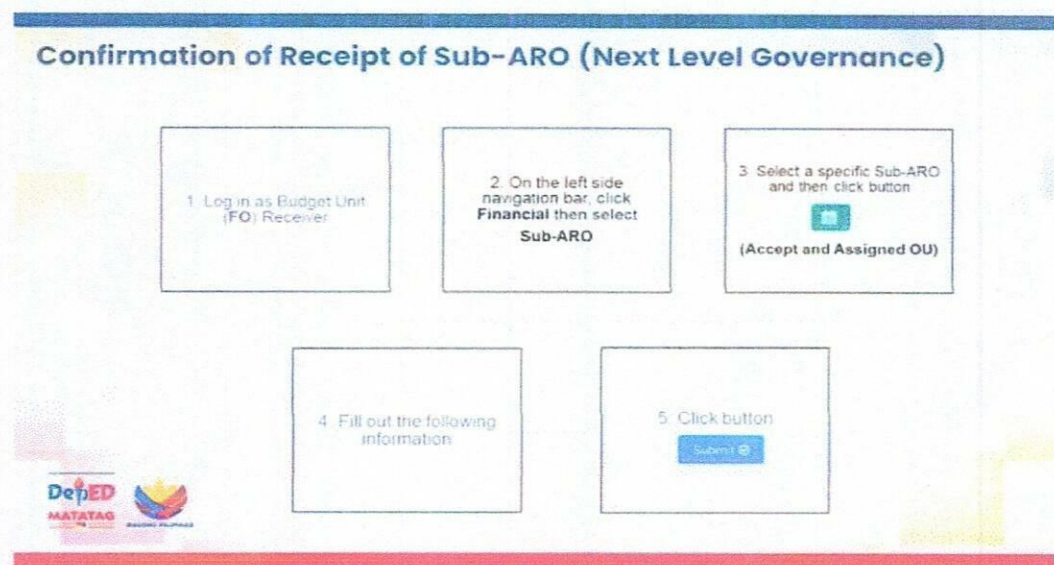 Confirmation of Receipt of Sub-ARO (Next Level Governance)
1. Log in as Budget Unit
(FO) Receiver
2. On the left side
navigation bar, click
Financial then select
Sub-ARO
3. Select a specific Sub-ARO
and then click button
(Accept and Assigned OU)
4. Fill out the following
information
5. Click button
Submit
DepED
MATATAG
BAGONG PILIPINAS